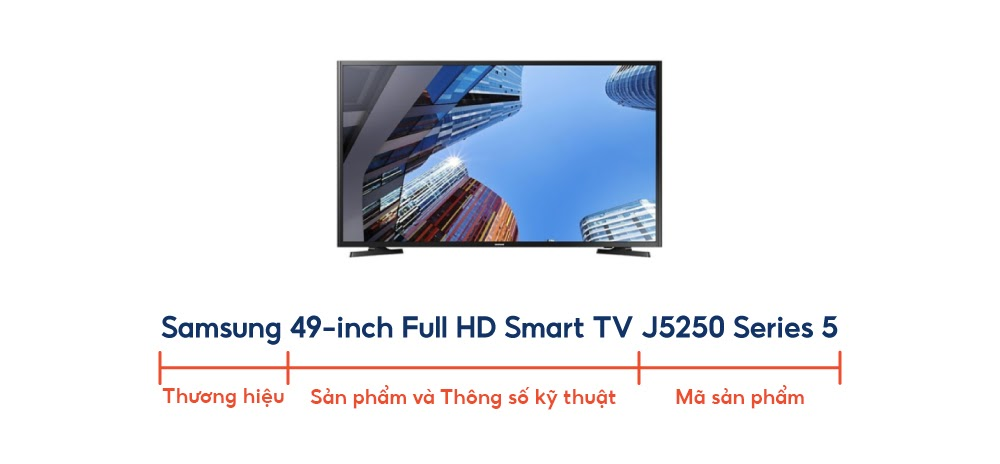 Samsung 49-inch Full HD Smart TV J5250 Series 5
Thương hiệu Sản phẩm và Thông số kỹ thuật Mã sản phẩm